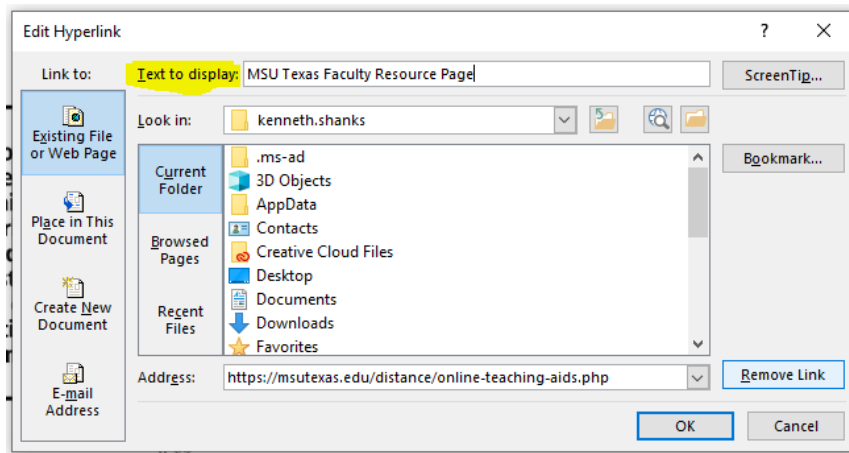 Edit Hyperlink
Link to:
Text to display: MSU Texas Faculty Resource Page
ScreenTip...
Existing File
or Web Page
Place in This
Document
Create New
Document
E-mail
Address
Look in: kenneth.shanks
Current
Folder
Browsed
Pages
Recent
Files
.ms-ad
3D Objects
AppData
Contacts
Creative Cloud Files
Desktop
Documents
Downloads
Favorites
Bookmark...
Address: https://msutexas.edu/distance/online-teaching-aids.php
Remove Link
OK
Cancel